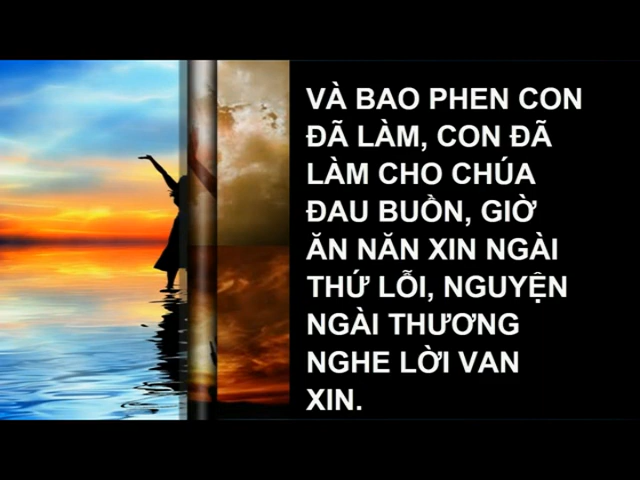 VÀ BAO PHEN CON
ĐÃ LÀM, CON ĐÃ
LÀM CHO CHÚA
ĐAU BUỒN, GIỜ
ĂN NĂN XIN NGÀI
THỨ LỖI, NGUYỆN
NGÀI THƯƠNG
NGHE LỜI VAN
XIN.